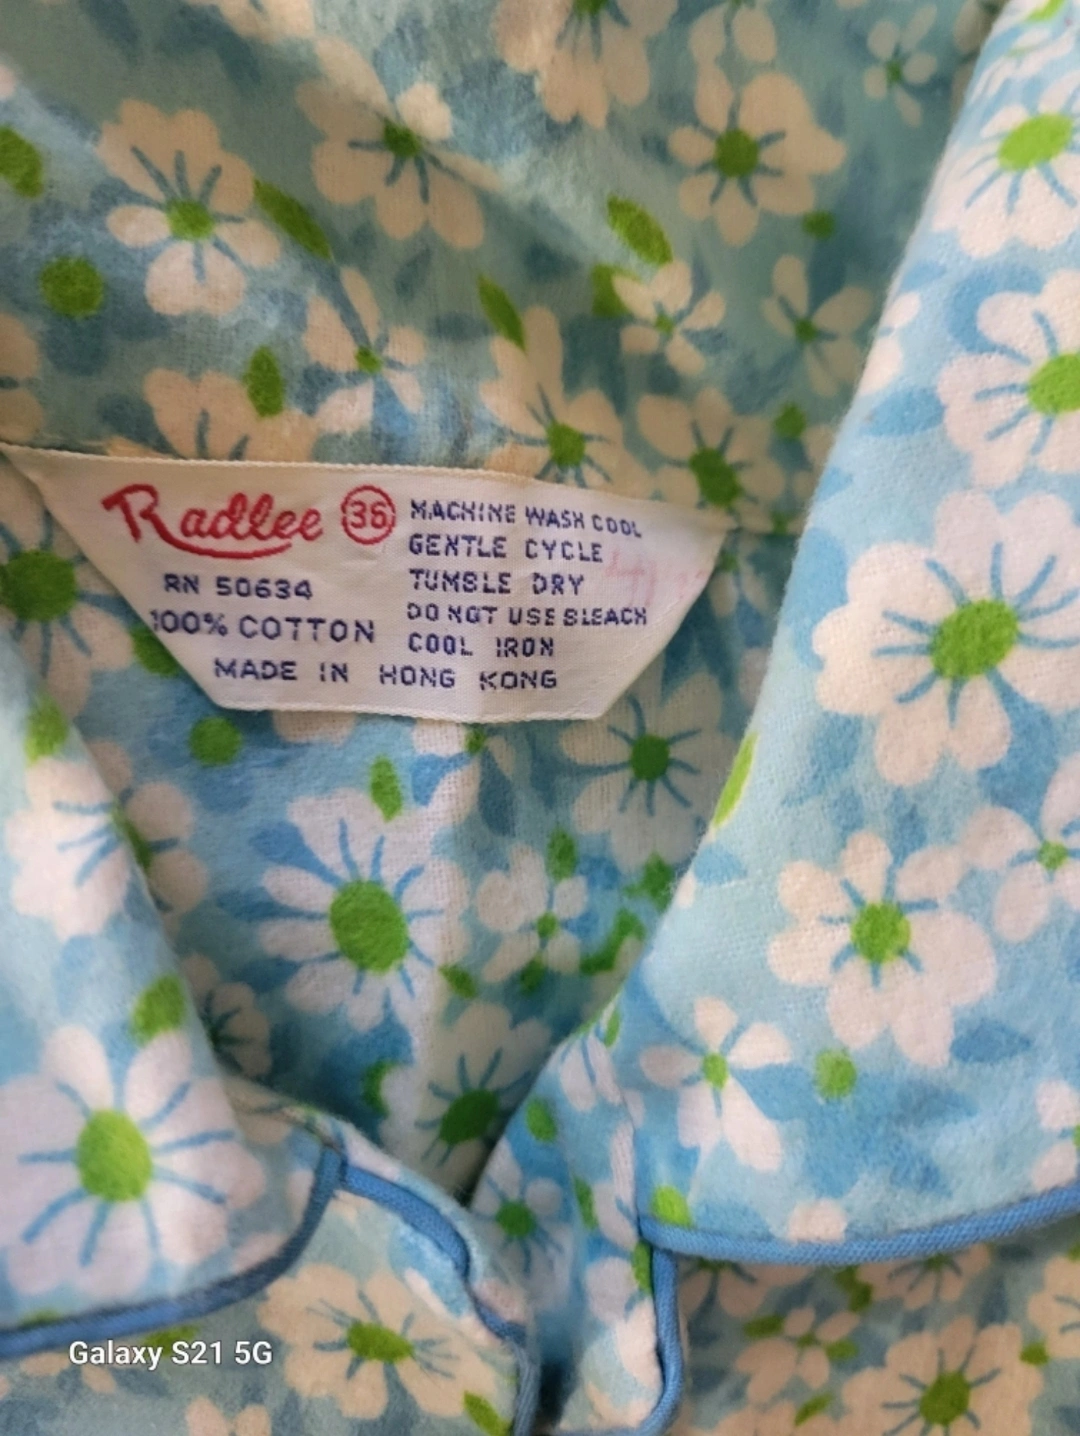 Radlee 36
RN 50634
100% COTTON
MACHINE WASH COOL
GENTLE CYCLE
TUMBLE DRY
DO NOT USE BLEACH
COOL IRON
MADE IN HONG KONG
Galaxy S21 5G